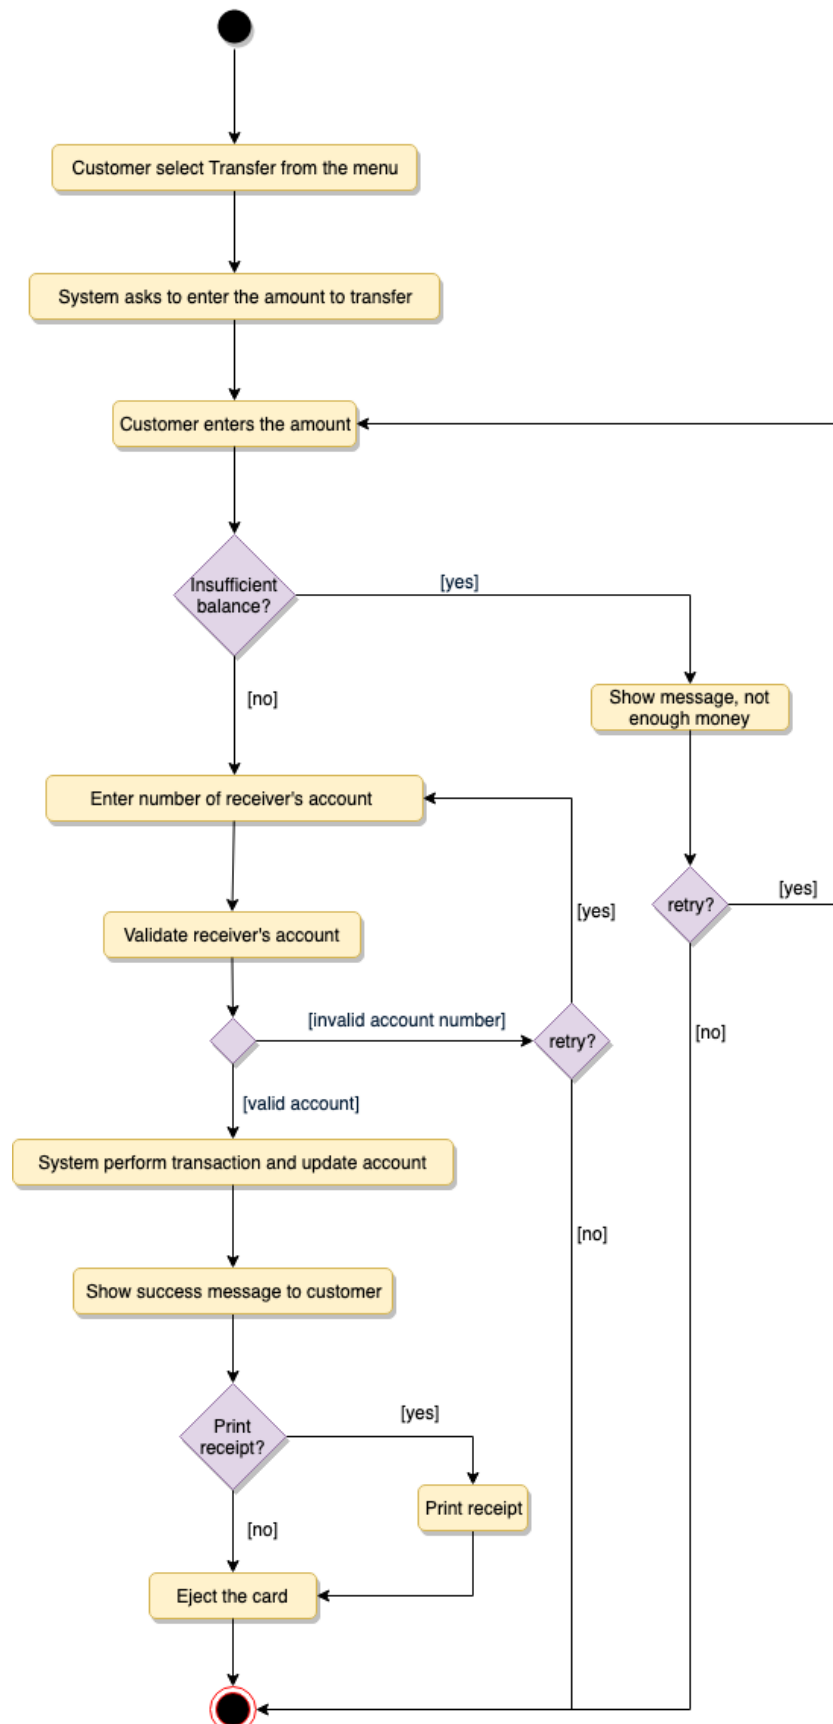 Customer select Transfer from the menu
System asks to enter the amount to transfer
Customer enters the amount
Insufficient
balance?
[yes]
[no]
Show message, not
enough money
Enter number of receiver's account
retry?
[yes]
[yes]
Validate receiver's account
[invalid account number]
retry?
[no]
[valid account]
System perform transaction and update account
[no]
Show success message to customer
Print
receipt?
[yes]
Print receipt
[no]
Eject the card